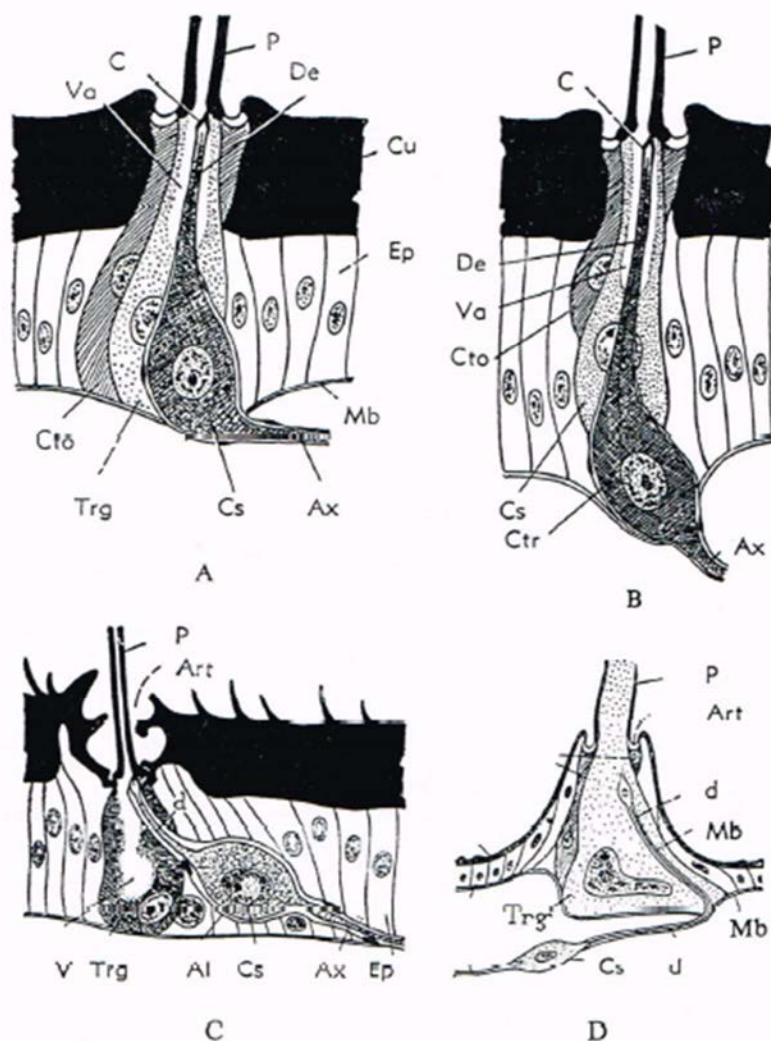 P
C
De
Va
Cu
Ep
Mb
Ctö
Trg
Cs
Ax
A
P
C
De
Va
Cto
Cs
Ctr
Ax
B
P
Art
d
V Trg Al Cs Ax Ep
C
P
Art
d
Mb
Trg
Mb
Cs d
D